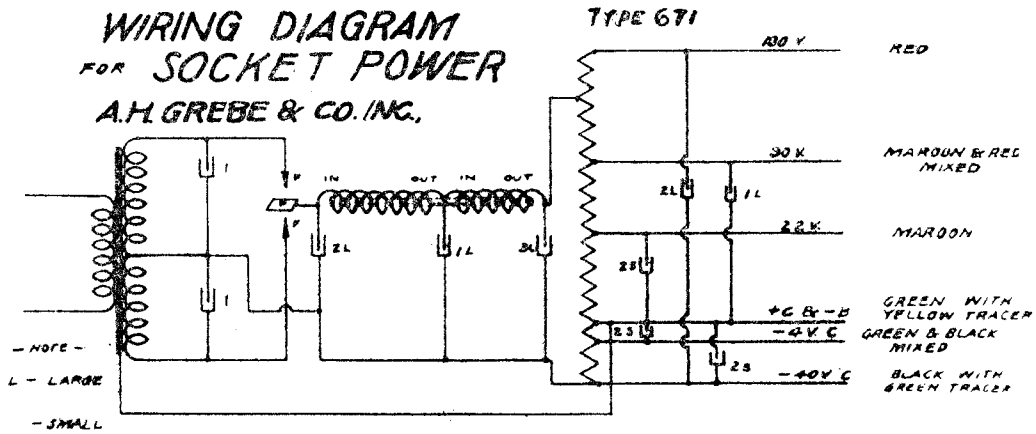 WIRING DIAGRAM
TYPE 671
FOR SOCKET POWER
A.H. GREBE & CO. INC.,
180 V. RED
90 V. MAROON & RED
MIXED
22 V. MAROON
+C & -B GREEN WITH
YELLOW TRACER
-4 V. C GREEN & BLACK
MIXED
-40 V C BLACK WITH
GREEN TRACER
IN OUT IN OUT
1
P
P
1
2L 1L 3L
2L 1L
2S
2S
2S
- NOTE -
L - LARGE
- SMALL